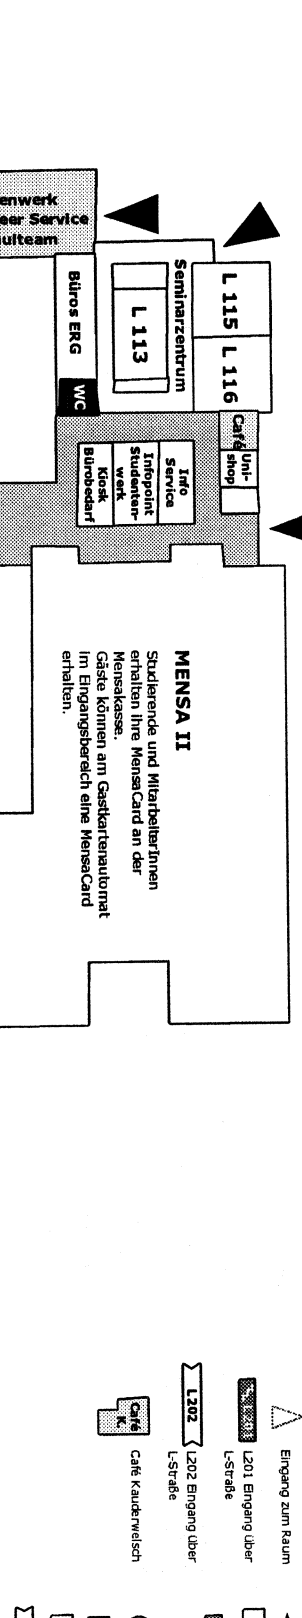 enwerk
eer Service
ulteam
Büros ERG
WC
Seminarzentrum
L 113
L 115
L 116
Café
Uni-
shop
Info
Service
Infopoint
Studenten-
werk
Kiosk
Bürobedarf
MENSA II
Studierende und MitarbeiterInnen
erhalten ihre MensaCard an der
Mensakasse.
Gäste können am Gastkartenautomat
im Eingangsbereich eine MensaCard
erhalten.
Eingang zum Raum
L201 Eingang über
L-Straße
L202
L202 Eingang über
L-Straße
Café
K.
Café Kauderwelsch